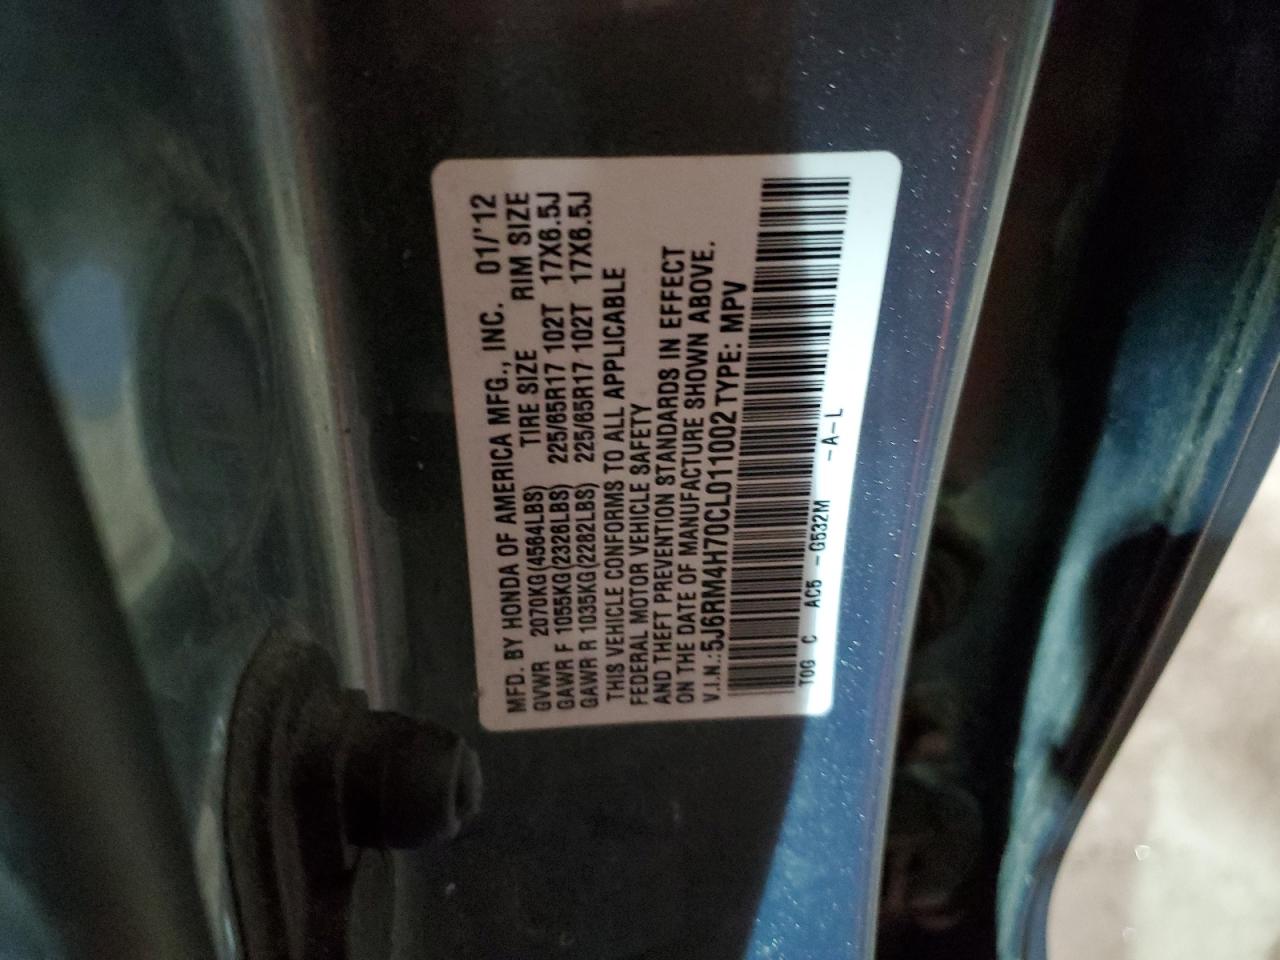 MFD. BY HONDA OF AMERICA MFG., INC. 01/'12
GVWR 2070KG(4564LBS) TIRE SIZE RIM SIZE
GAWR F 1055KG(2326LBS) 225/65R17 102T 17X6.5J
GAWR R 1035KG(2282LBS) 225/65R17 102T 17X6.5J
THIS VEHICLE CONFORMS TO ALL APPLICABLE
FEDERAL MOTOR VEHICLE SAFETY
AND THEFT PREVENTION STANDARDS IN EFFECT
ON THE DATE OF MANUFACTURE SHOWN ABOVE.
V.I.N.:5J6RM4H70CL011002 TYPE: MPV
T0G C AC5 -G532M -A-L